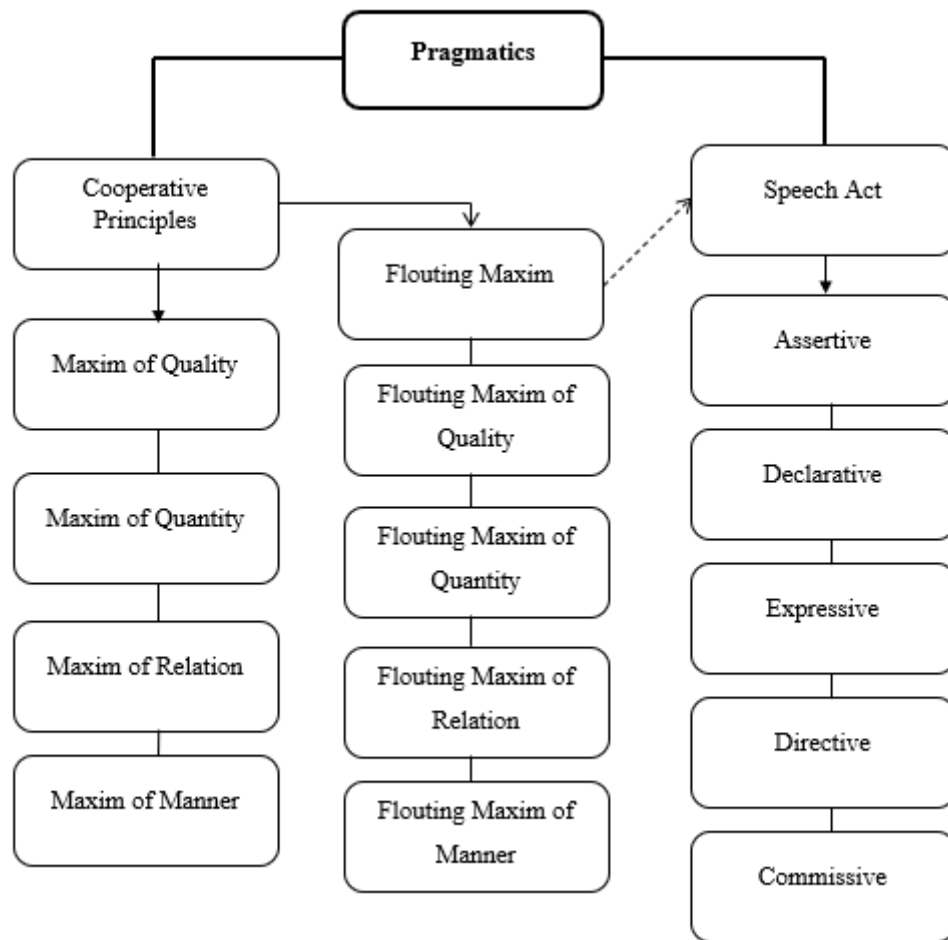 Pragmatics
Cooperative
Principles
Maxim of Quality
Maxim of Quantity
Maxim of Relation
Maxim of Manner
Flouting Maxim
Flouting Maxim of
Quality
Flouting Maxim of
Quantity
Flouting Maxim of
Relation
Flouting Maxim of
Manner
Speech Act
Assertive
Declarative
Expressive
Directive
Commissive